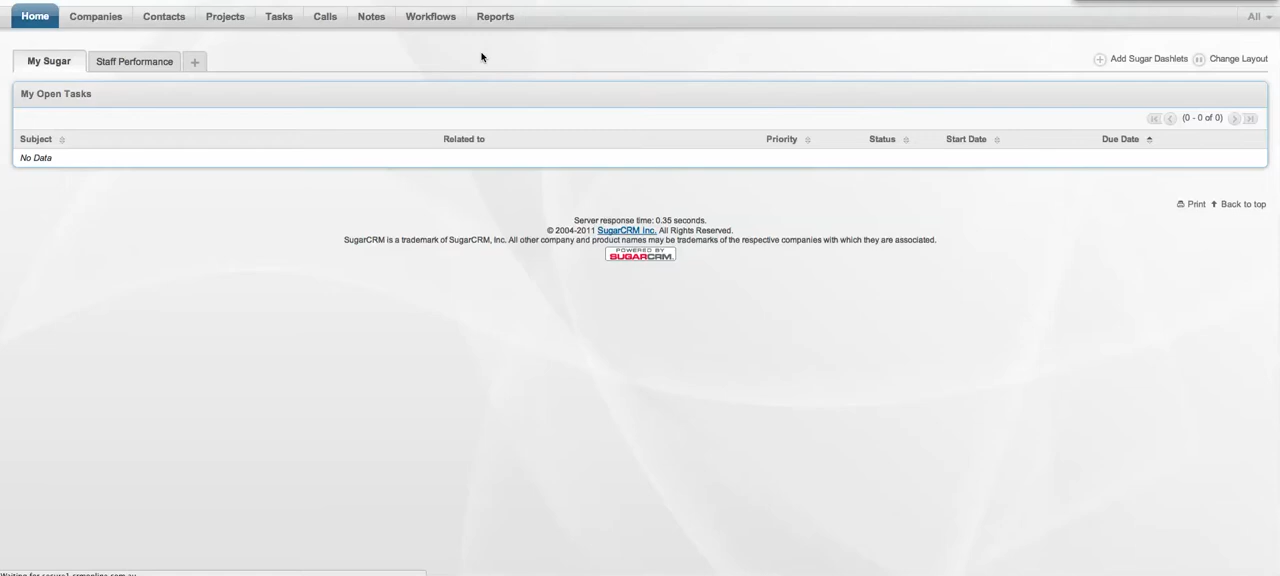 Home Companies Contacts Projects Tasks Calls Notes Workflows Reports All
My Sugar Staff Performance + Add Sugar Dashlets Change Layout
My Open Tasks
(0 - 0 of 0)
Subject Related to Priority Status Start Date Due Date
No Data
Print Back to top
Server response time: 0.35 seconds.
© 2004-2011 SugarCRM Inc. All Rights Reserved.
SugarCRM is a trademark of SugarCRM, Inc. All other company and product names may be trademarks of the respective companies with which they are associated.
POWERED BY
SUGARCRM.